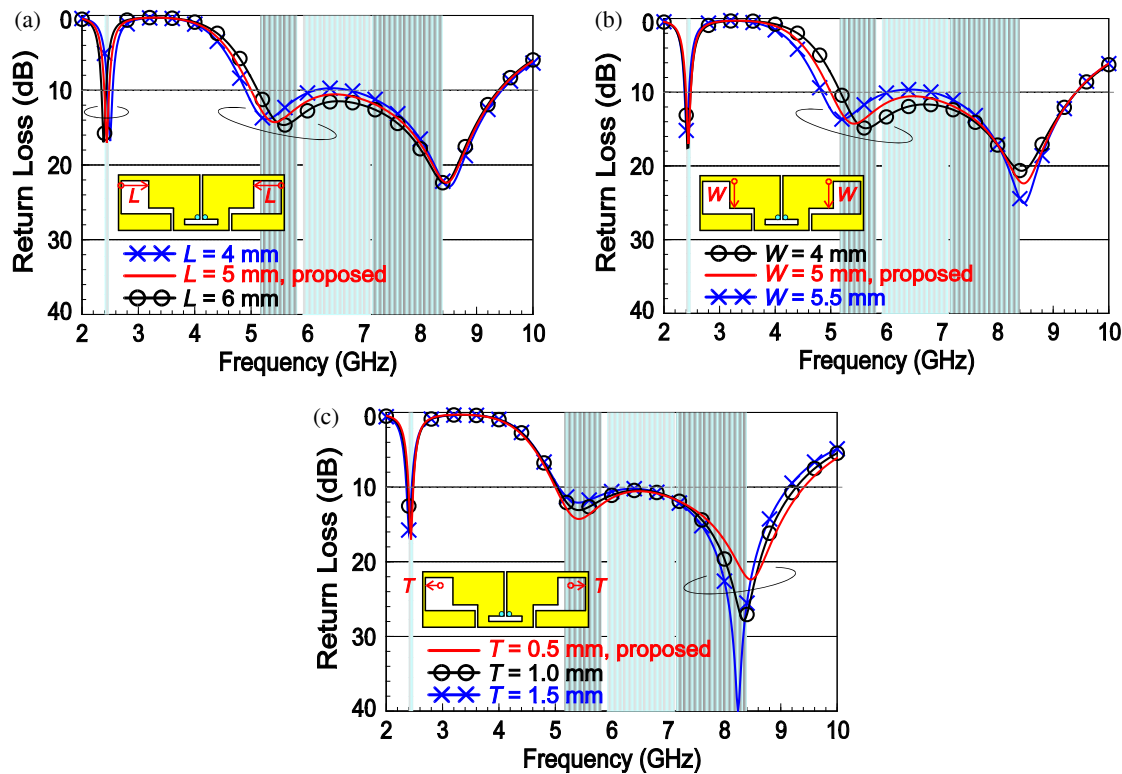 (a)
Return Loss (dB)
0
10
20
30
40
L
L
L = 4 mm
L = 5 mm, proposed
L = 6 mm
2 3 4 5 6 7 8 9 10
Frequency (GHz)
(b)
Return Loss (dB)
0
10
20
30
40
W
W
W = 4 mm
W = 5 mm, proposed
W = 5.5 mm
2 3 4 5 6 7 8 9 10
Frequency (GHz)
(c)
Return Loss (dB)
0
10
20
30
40
T
T
T = 0.5 mm, proposed
T = 1.0 mm
T = 1.5 mm
2 3 4 5 6 7 8 9 10
Frequency (GHz)